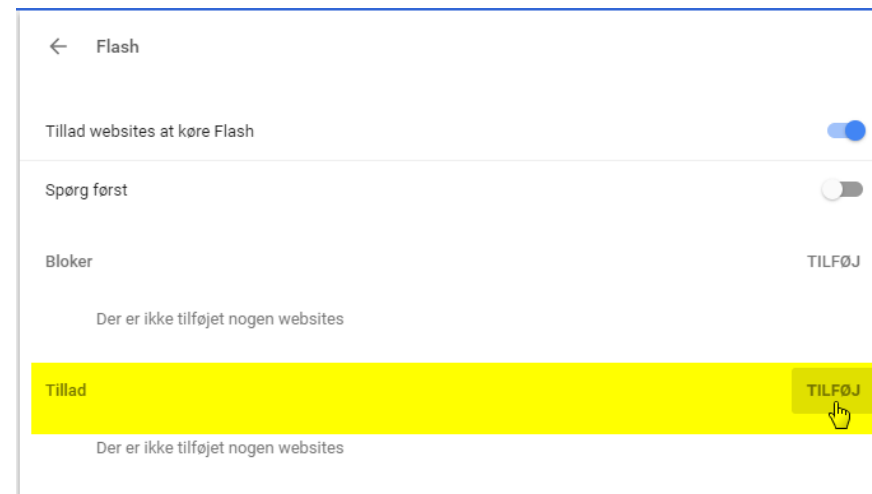 Flash
Tillad websites at køre Flash
Spørg først
Bloker TILFØJ
Der er ikke tilføjet nogen websites
Tillad TILFØJ
Der er ikke tilføjet nogen websites